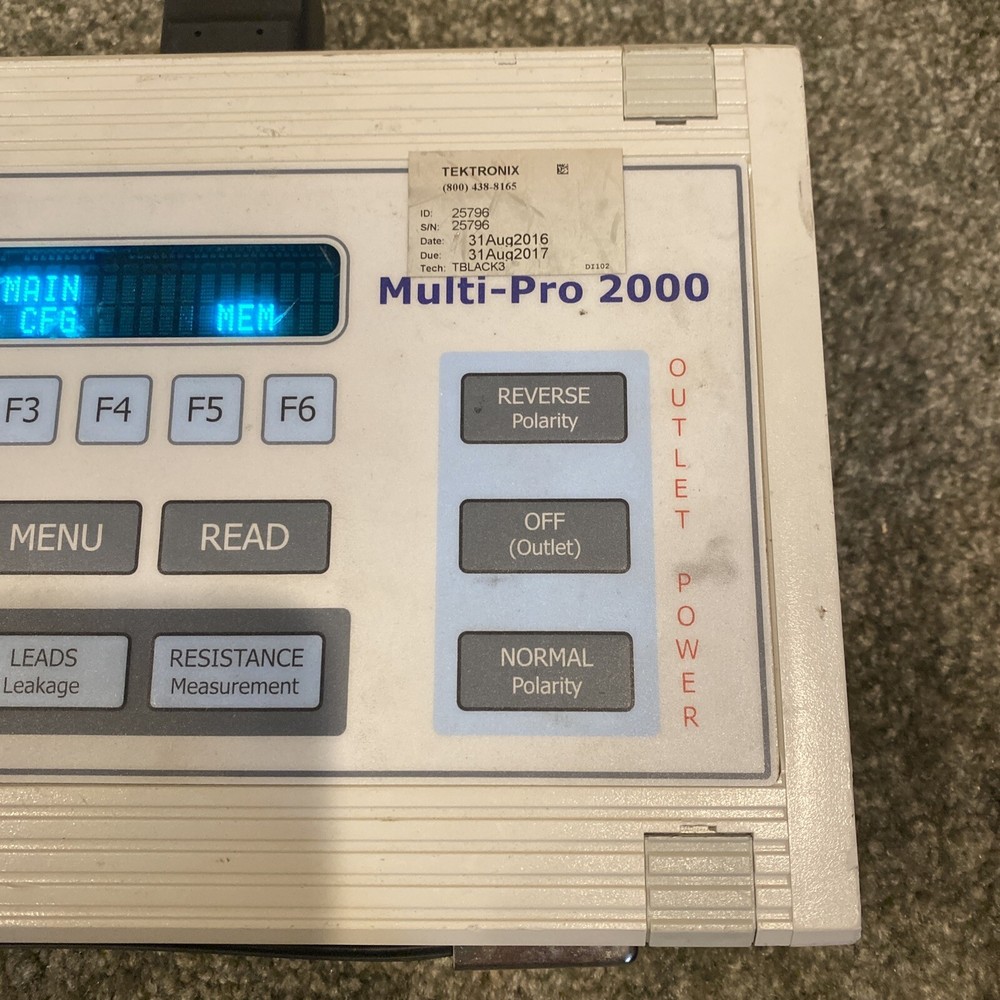 TEKTRONIX
(800) 438-8165
ID: 25796
S/N: 25796
Date: 31Aug2016
Due: 31Aug2017
Tech: TBLACK3 DI102
Multi-Pro 2000
MAIN
CFG MEM
F3 F4 F5 F6
MENU READ
LEADS
Leakage
RESISTANCE
Measurement
REVERSE
Polarity
OFF
(Outlet)
NORMAL
Polarity
OUTLET POWER